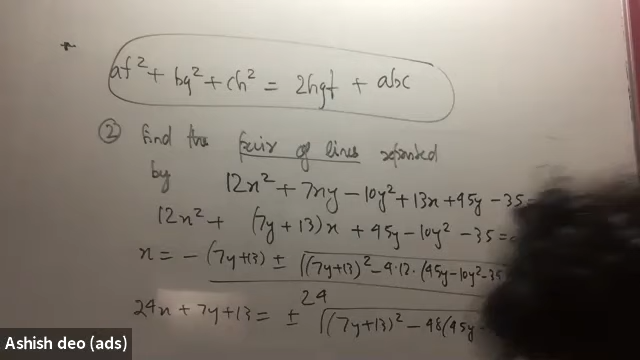 af² + bg² + ch² = 2hgf + abc
② Find the pair of lines
by 12x² + 7xy - 10y² + 13x + 45y - 35 =
12x² + (7y + 13)x + 45y - 10y² - 35 =
x = - (7y+13) ± √((7y+13)² - 4.12. (45y - 10y² - 35
24
24x + 7y + 13 = ± √((7y+13)² - 48(45y -
Ashish deo (ads)